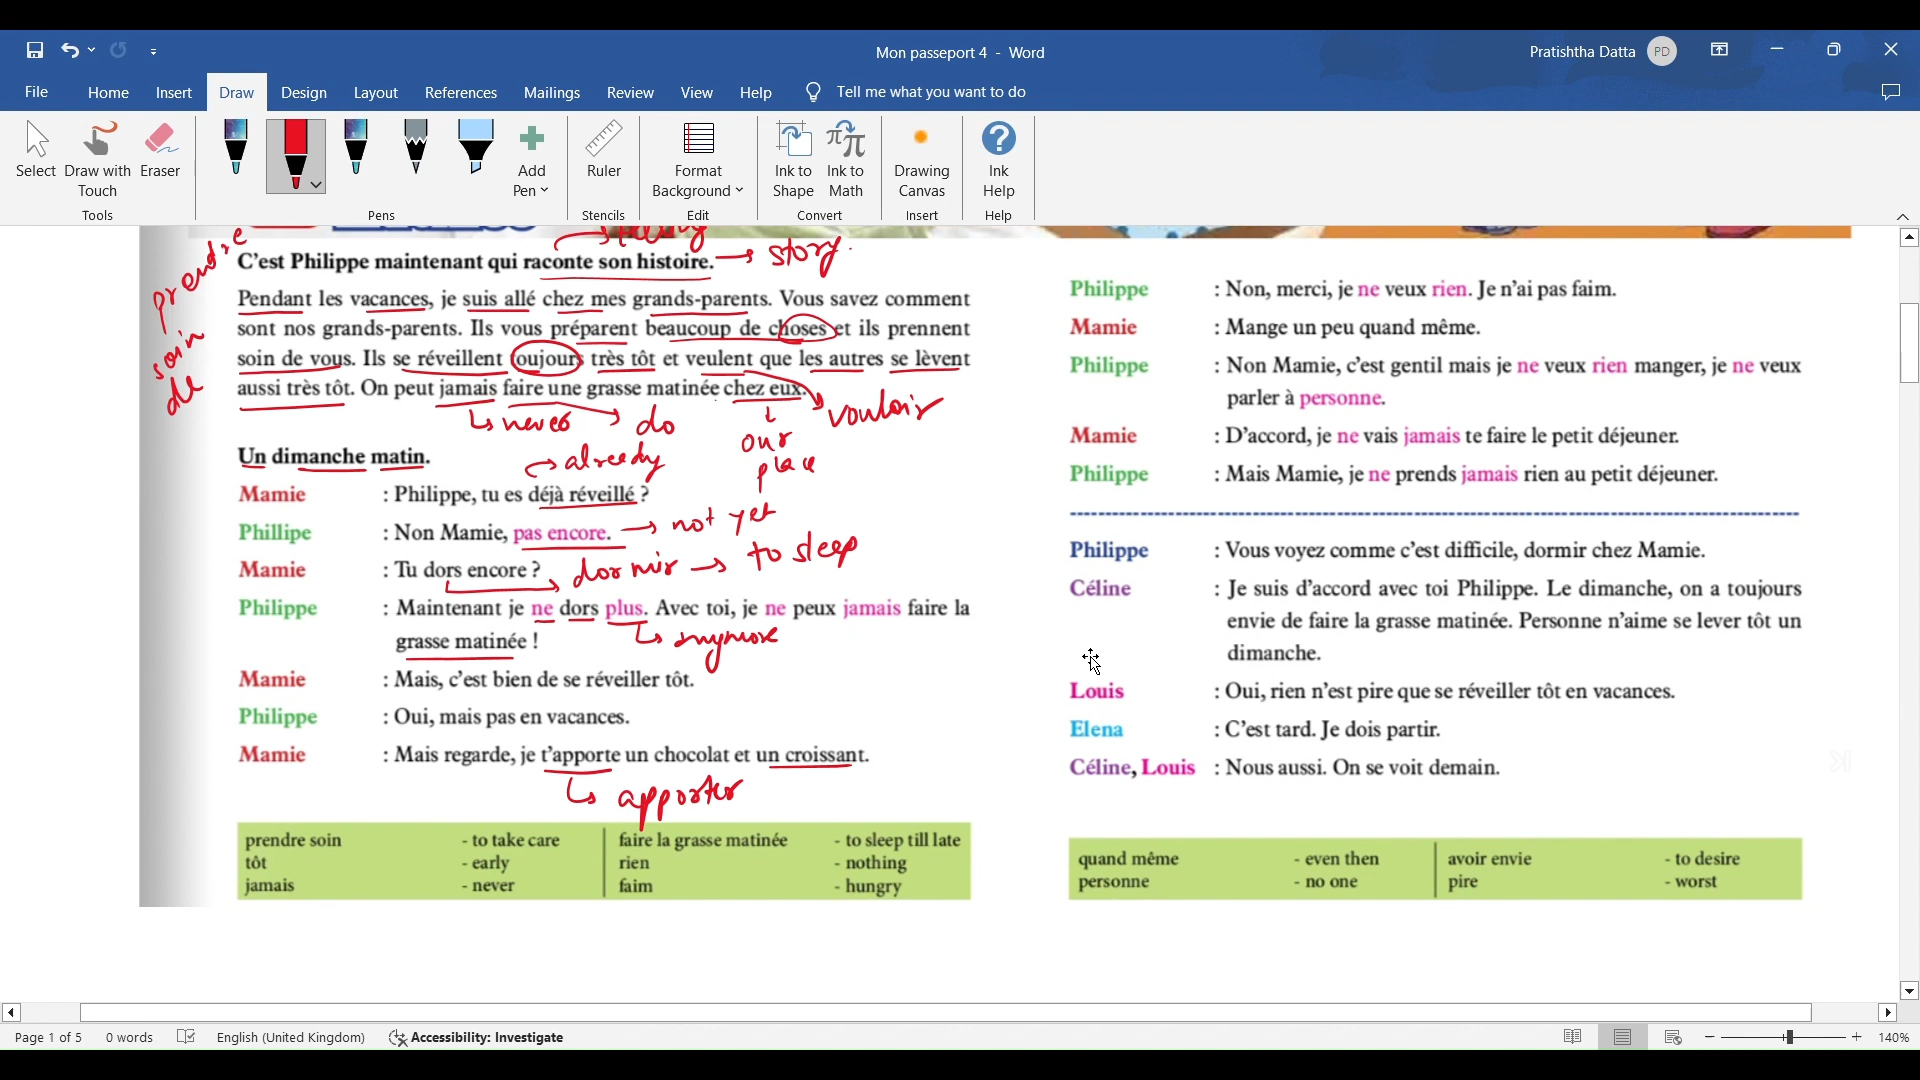 Mon passeport 4 - Word
Pratishtha Datta
PD
File
Home
Insert
Draw
Design
Layout
References
Mailings
Review
View
Help
Tell me what you want to do
Select
Draw with Touch
Eraser
Tools
Add Pen
Pens
Ruler
Stencils
Format Background
Edit
Ink to Shape
Ink to Math
Convert
Drawing Canvas
Insert
Ink Help
Help
prendre
soin
de
C'est Philippe maintenant qui raconte son histoire.
story.
Pendant les vacances, je suis allé chez mes grands-parents. Vous savez comment
sont nos grands-parents. Ils vous préparent beaucoup de choses et ils prennent
soin de vous. Ils se réveillent toujours très tôt et veulent que les autres se lèvent
aussi très tôt. On peut jamais faire une grasse matinée chez eux.
never
do
our
place
vouloir
Un dimanche matin.
already
Mamie : Philippe, tu es déjà réveillé ?
Phillipe : Non Mamie, pas encore.
not yet
Mamie : Tu dors encore ?
dormir → to sleep
Philippe : Maintenant je ne dors plus. Avec toi, je ne peux jamais faire la
grasse matinée !
anymore
Mamie : Mais, c'est bien de se réveiller tôt.
Philippe : Oui, mais pas en vacances.
Mamie : Mais regarde, je t'apporte un chocolat et un croissant.
apporter
prendre soin - to take care
tôt - early
jamais - never
faire la grasse matinée - to sleep till late
rien - nothing
faim - hungry
Philippe : Non, merci, je ne veux rien. Je n'ai pas faim.
Mamie : Mange un peu quand même.
Philippe : Non Mamie, c'est gentil mais je ne veux rien manger, je ne veux
parler à personne.
Mamie : D'accord, je ne vais jamais te faire le petit déjeuner.
Philippe : Mais Mamie, je ne prends jamais rien au petit déjeuner.
Philippe : Vous voyez comme c'est difficile, dormir chez Mamie.
Céline : Je suis d'accord avec toi Philippe. Le dimanche, on a toujours
envie de faire la grasse matinée. Personne n'aime se lever tôt un
dimanche.
Louis : Oui, rien n'est pire que se réveiller tôt en vacances.
Elena : C'est tard. Je dois partir.
Céline, Louis : Nous aussi. On se voit demain.
quand même - even then
personne - no one
avoir envie - to desire
pire - worst
Page 1 of 5
0 words
English (United Kingdom)
Accessibility: Investigate
140%